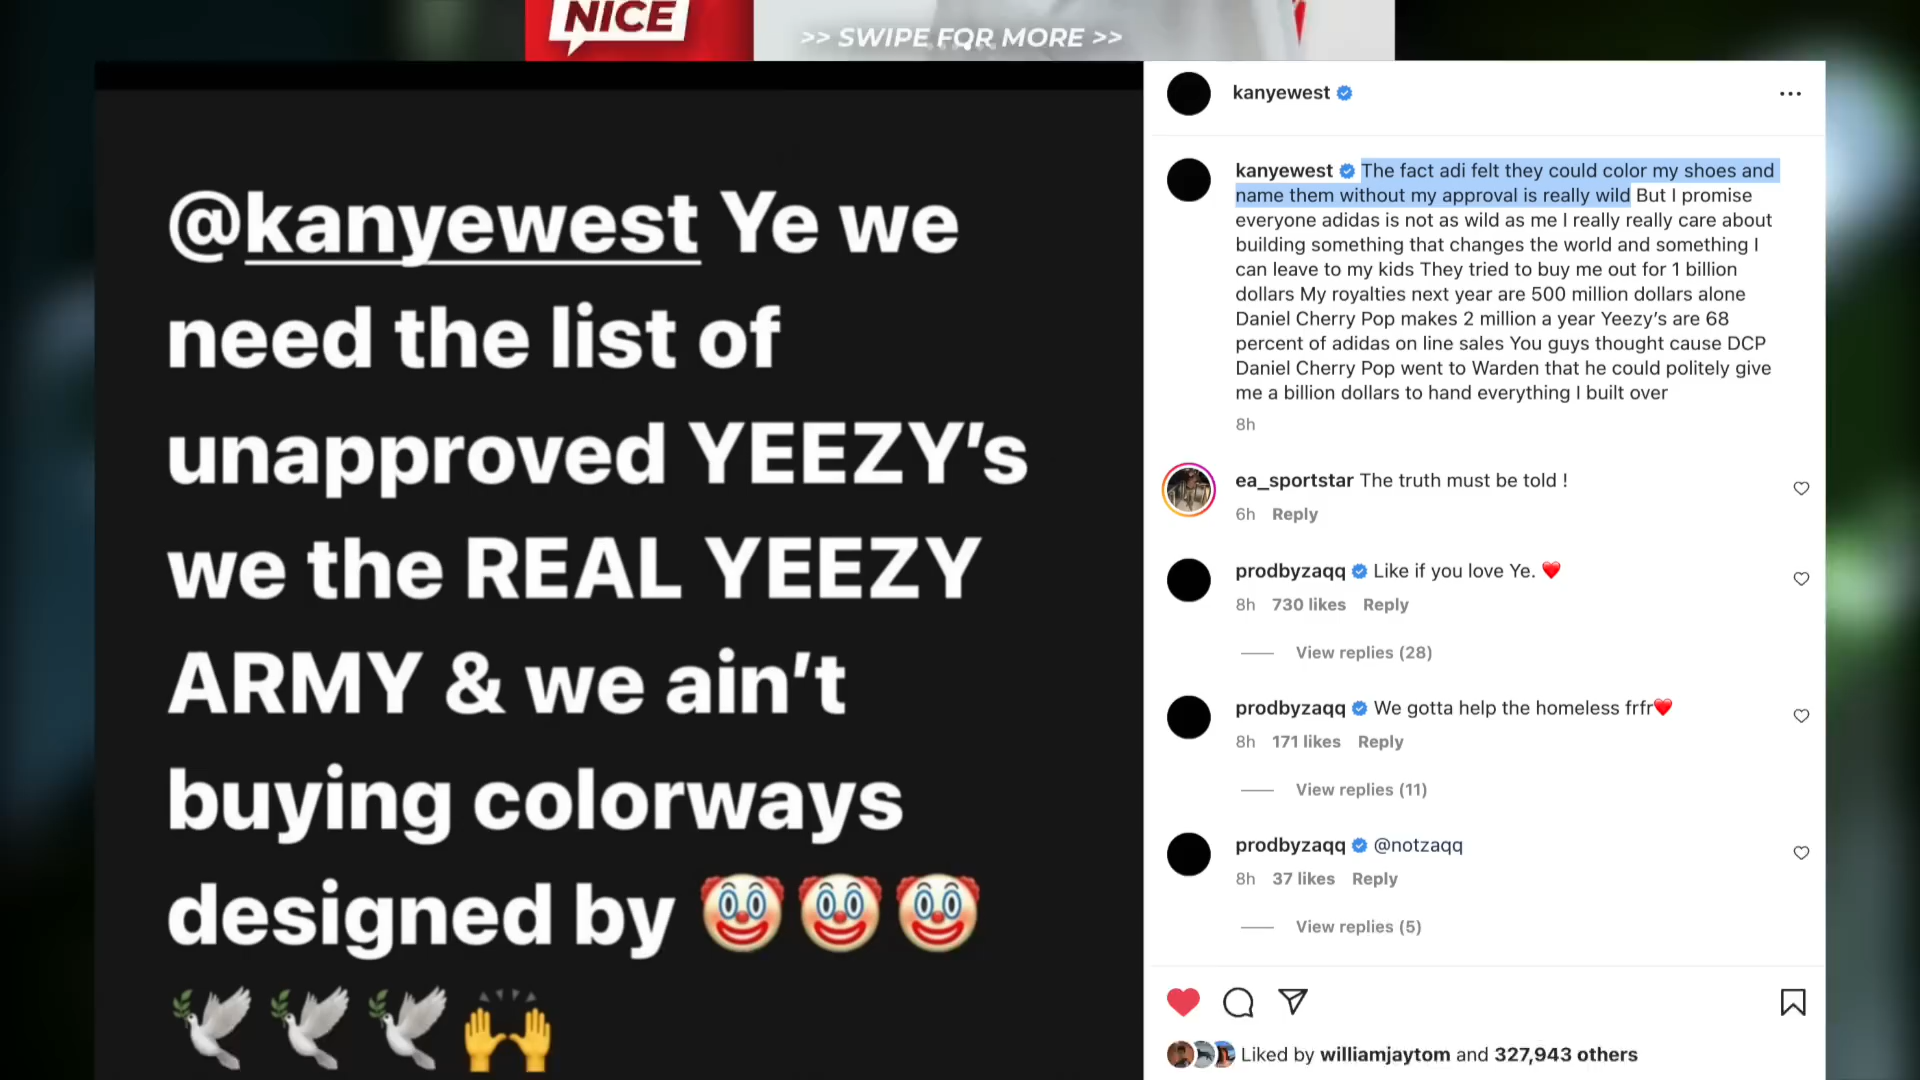 NICE
>> SWIPE FOR MORE >>
@kanyewest Ye we
need the list of
unapproved YEEZY's
we the REAL YEEZY
ARMY & we ain't
buying colorways
designed by 🤡🤡🤡
🕊️🕊️🕊️🙌
kanyewest
kanyewest The fact adi felt they could color my shoes and
name them without my approval is really wild But I promise
everyone adidas is not as wild as me I really really care about
building something that changes the world and something I
can leave to my kids They tried to buy me out for 1 billion
dollars My royalties next year are 500 million dollars alone
Daniel Cherry Pop makes 2 million a year Yeezy's are 68
percent of adidas on line sales You guys thought cause DCP
Daniel Cherry Pop went to Warden that he could politely give
me a billion dollars to hand everything I built over
8h
ea_sportstar The truth must be told !
6h Reply
prodbyzaqq Like if you love Ye. ❤️
8h 730 likes Reply
View replies (28)
prodbyzaqq We gotta help the homeless frfr❤️
8h 171 likes Reply
View replies (11)
prodbyzaqq @notzaqq
8h 37 likes Reply
View replies (5)
Liked by williamjaytom and 327,943 others